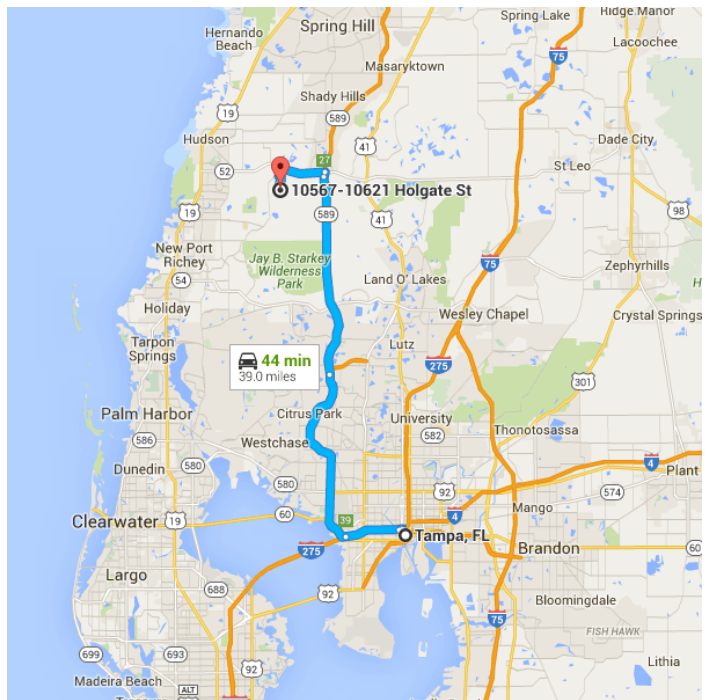 Spring Lake
Ridge Manor
Hernando
Beach
Spring Hill
75
Lacoochee
Masaryktown
19
Shady Hills
589
41
Hudson
Dade City
52
27
St Leo
10567-10621 Holgate St
98
19
589
41
New Port
Richey
Jay B. Starkey
Wilderness
Park
75
Zephyrhills
54
Land O' Lakes
Holiday
Wesley Chapel
Crystal Springs
Tarpon
Springs
Lutz
44 min
39.0 miles
275
301
Palm Harbor
Citrus Park
University
586
Westchase
582
Thonotosassa
580
4
Dunedin
580
92
Plant
574
60
Mango
Clearwater
19
39
4
Tampa, FL
275
Brandon
60
Largo
688
92
Bloomingdale
75
FISH HAWK
699
693
92
Lithia
Madeira Beach
ALT